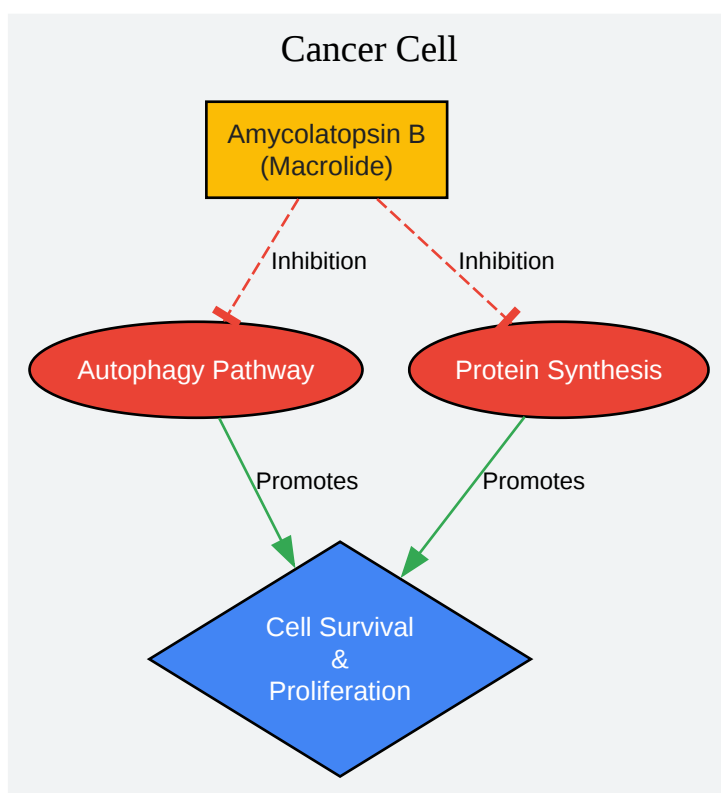 Cancer Cell
Amycolatopsin B
(Macrolide)
Inhibition
Inhibition
Autophagy Pathway
Protein Synthesis
Promotes
Promotes
Cell Survival
&
Proliferation